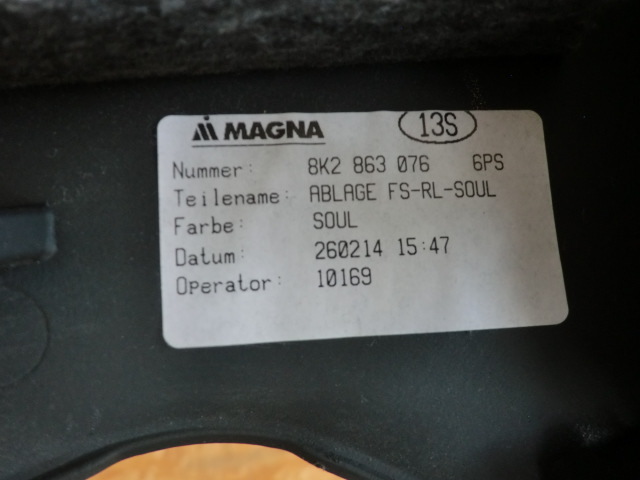 MAGNA 13S
Nummer: 8K2 863 076 6PS
Teilename: ABLAGE FS-RL-SOUL
Farbe: SOUL
Datum: 260214 15:47
Operator: 10169